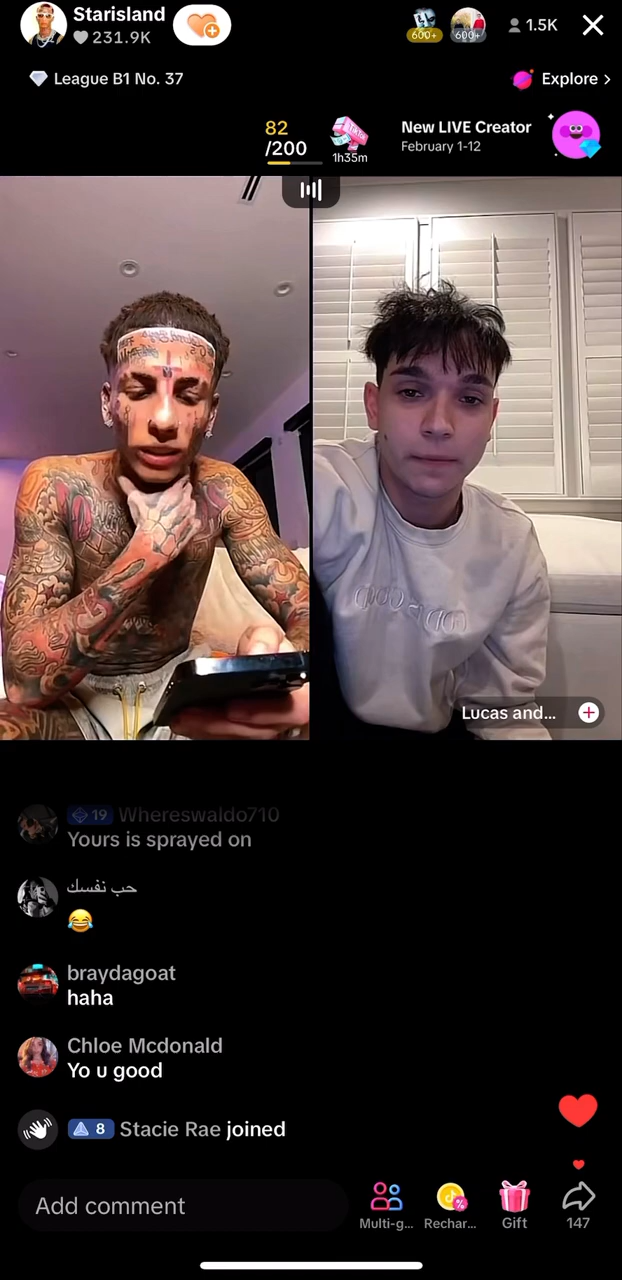 Starisland
231.9K
600+
600+
1.5K
League B1 No. 37
Explore >
82
/200
1h35m
New LIVE Creator
February 1-12
Lucas and...
19 Whereswaldo710
Yours is sprayed on
حب نفسك
😂
braydagoat
haha
Chloe Mcdonald
Yo u good
8 Stacie Rae joined
Add comment
Multi-g...
Rechar...
Gift
147